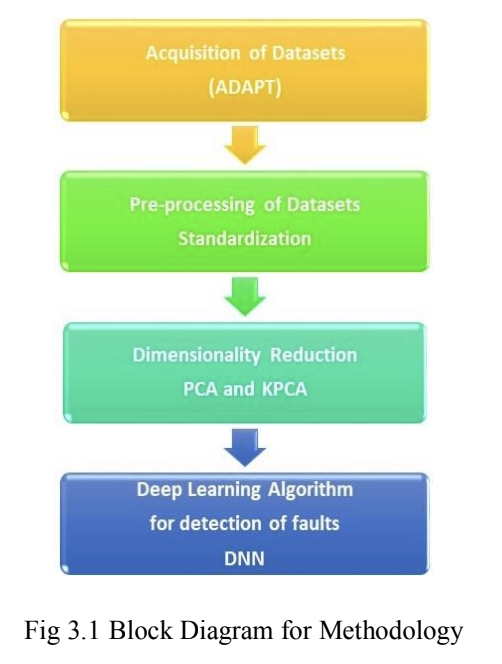 Acquisition of Datasets
(ADAPT)
Pre-processing of Datasets
Standardization
Dimensionality Reduction
PCA and KPCA
Deep Learning Algorithm
for detection of faults
DNN
Fig 3.1 Block Diagram for Methodology